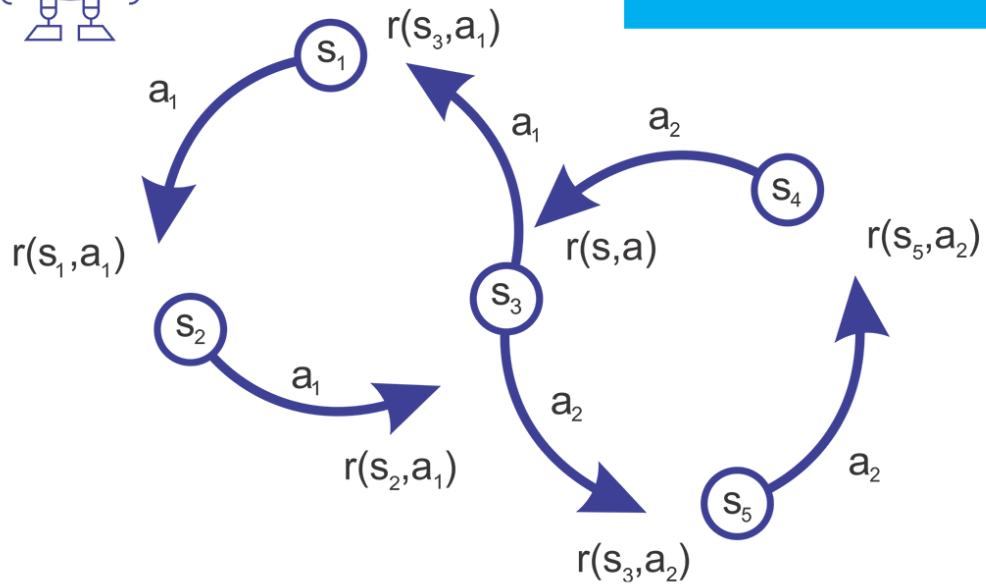 r(s₃,a₁)
s₁
a₁
a₁
a₂
s₄
r(s₁,a₁)
r(s,a)
r(s₅,a₂)
s₃
s₂
a₁
a₂
r(s₂,a₁)
a₂
s₅
r(s₃,a₂)